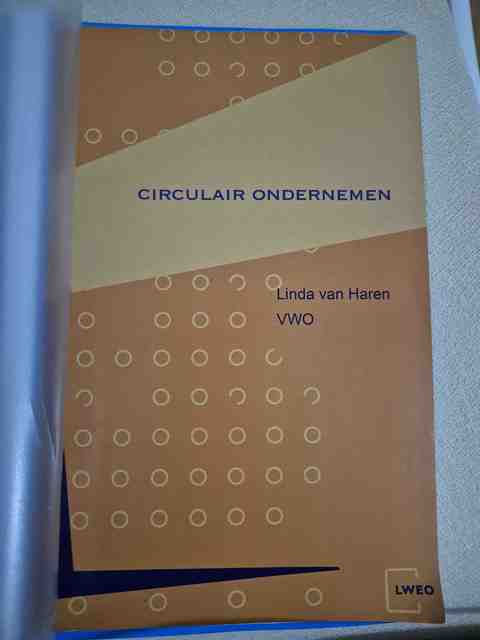 CIRCULAIR ONDERNEMEN
Linda van Haren
VWO
LWEO